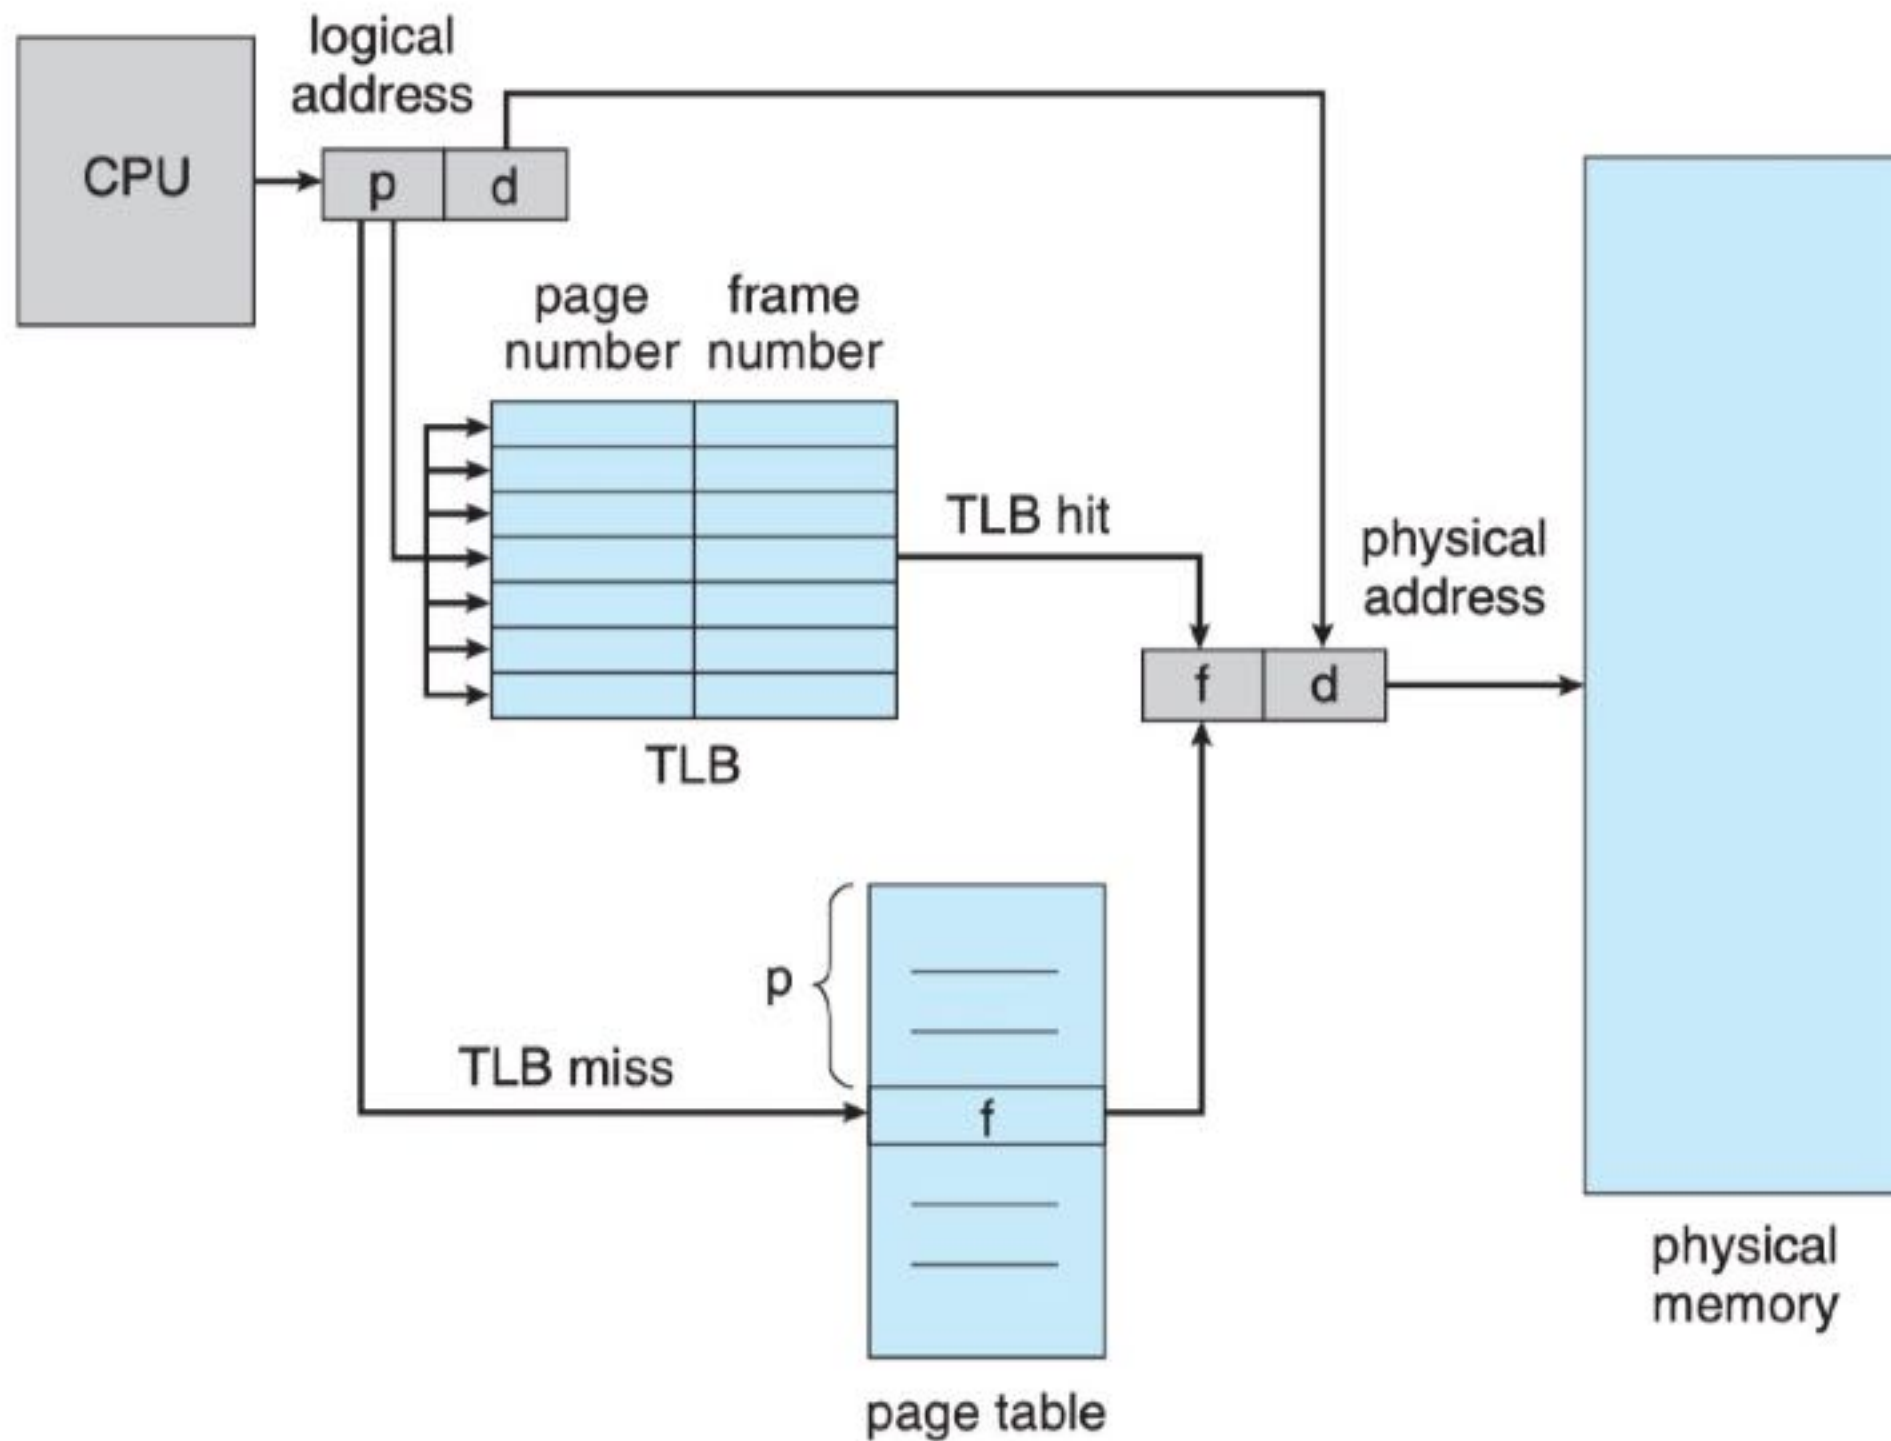 logical
address
CPU
p
d
page
number
frame
number
TLB hit
physical
address
f
d
TLB
p
TLB miss
f
physical
memory
page table